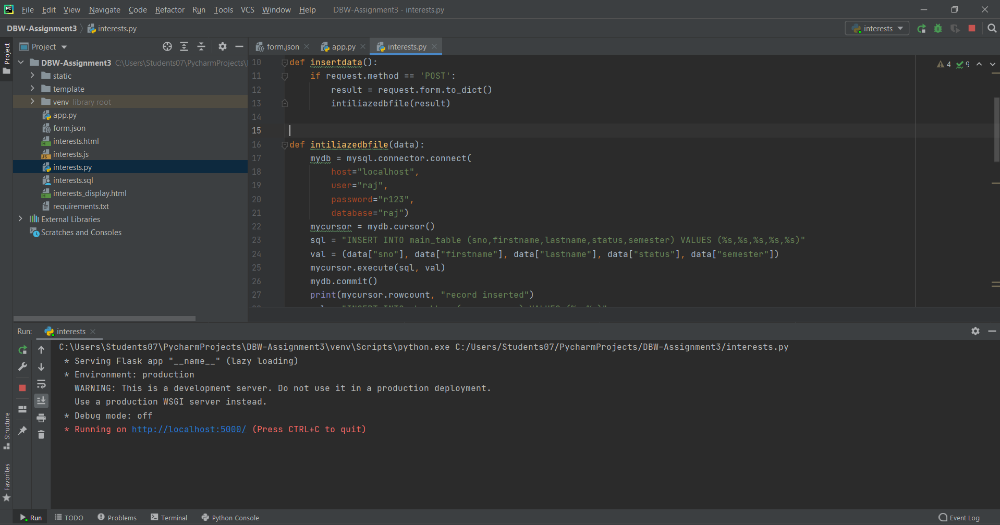 File Edit View Navigate Code Refactor Run Tools VCS Window Help DBW-Assignment3 - interests.py
DBW-Assignment3 interests.py
interests
Project
Project
form.json
app.py
interests.py
DBW-Assignment3 C:\Users\Students07\PycharmProjects\
static
template
venv library root
app.py
form.json
interests.html
interests.js
interests.py
interests.sql
interests_display.html
requirements.txt
External Libraries
Scratches and Consoles
4 9
10 def insertdata():
11 if request.method == 'POST':
12 result = request.form.to_dict()
13 intiliazedbfile(result)
14
15
16 def intiliazedbfile(data):
17 mydb = mysql.connector.connect(
18 host="localhost",
19 user="raj",
20 password="r123",
21 database="raj")
22 mycursor = mydb.cursor()
23 sql = "INSERT INTO main_table (sno,firstname,lastname,status,semester) VALUES (%s,%s,%s,%s,%s)"
24 val = (data["sno"], data["firstname"], data["lastname"], data["status"], data["semester"])
25 mycursor.execute(sql, val)
26 mydb.commit()
27 print(mycursor.rowcount, "record inserted")
Run: interests
C:\Users\Students07\PycharmProjects\DBW-Assignment3\venv\Scripts\python.exe C:/Users/Students07/PycharmProjects/DBW-Assignment3/interests.py
* Serving Flask app "__name__" (lazy loading)
* Environment: production
WARNING: This is a development server. Do not use it in a production deployment.
Use a production WSGI server instead.
* Debug mode: off
* Running on http://localhost:5000/ (Press CTRL+C to quit)
Structure
Favorites
Run TODO Problems Terminal Python Console Event Log